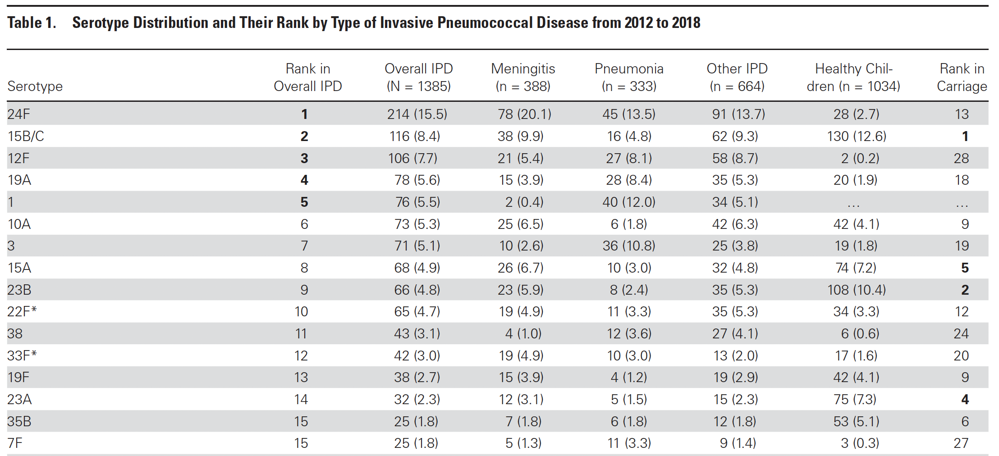 Table 1. Serotype Distribution and Their Rank by Type of Invasive Pneumococcal Disease from 2012 to 2018
Serotype Rank in Overall IPD Overall IPD (N = 1385) Meningitis (n = 388) Pneumonia (n = 333) Other IPD (n = 664) Healthy Chil-dren (n = 1034) Rank in Carriage
24F 1 214 (15.5) 78 (20.1) 45 (13.5) 91 (13.7) 28 (2.7) 13
15B/C 2 116 (8.4) 38 (9.9) 16 (4.8) 62 (9.3) 130 (12.6) 1
12F 3 106 (7.7) 21 (5.4) 27 (8.1) 58 (8.7) 2 (0.2) 28
19A 4 78 (5.6) 15 (3.9) 28 (8.4) 35 (5.3) 20 (1.9) 18
1 5 76 (5.5) 2 (0.4) 40 (12.0) 34 (5.1) … …
10A 6 73 (5.3) 25 (6.5) 6 (1.8) 42 (6.3) 42 (4.1) 9
3 7 71 (5.1) 10 (2.6) 36 (10.8) 25 (3.8) 19 (1.8) 19
15A 8 68 (4.9) 26 (6.7) 10 (3.0) 32 (4.8) 74 (7.2) 5
23B 9 66 (4.8) 23 (5.9) 8 (2.4) 35 (5.3) 108 (10.4) 2
22F* 10 65 (4.7) 19 (4.9) 11 (3.3) 35 (5.3) 34 (3.3) 12
38 11 43 (3.1) 4 (1.0) 12 (3.6) 27 (4.1) 6 (0.6) 24
33F* 12 42 (3.0) 19 (4.9) 10 (3.0) 13 (2.0) 17 (1.6) 20
19F 13 38 (2.7) 15 (3.9) 4 (1.2) 19 (2.9) 42 (4.1) 9
23A 14 32 (2.3) 12 (3.1) 5 (1.5) 15 (2.3) 75 (7.3) 4
35B 15 25 (1.8) 7 (1.8) 6 (1.8) 12 (1.8) 53 (5.1) 6
7F 15 25 (1.8) 5 (1.3) 11 (3.3) 9 (1.4) 3 (0.3) 27